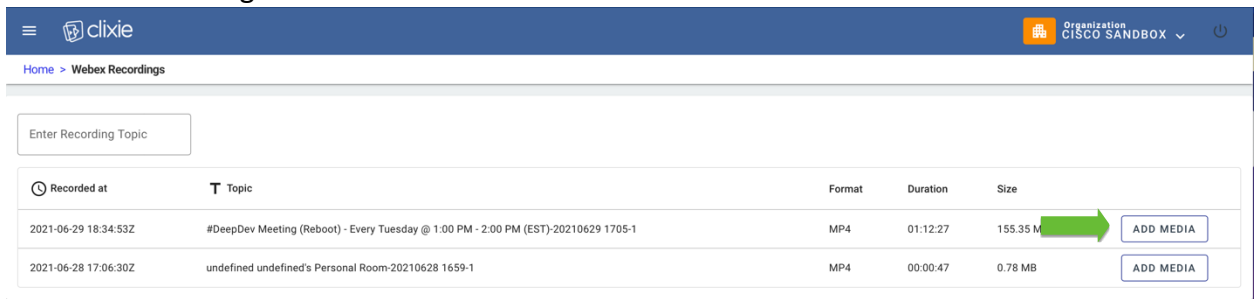 clixie
Organization
CISCO SANDBOX
Home > Webex Recordings
Enter Recording Topic
Recorded at Topic Format Duration Size
2021-06-29 18:34:53Z #DeepDev Meeting (Reboot) - Every Tuesday @ 1:00 PM - 2:00 PM (EST)-20210629 1705-1 MP4 01:12:27 155.35 M ADD MEDIA
2021-06-28 17:06:30Z undefined undefined's Personal Room-20210628 1659-1 MP4 00:00:47 0.78 MB ADD MEDIA